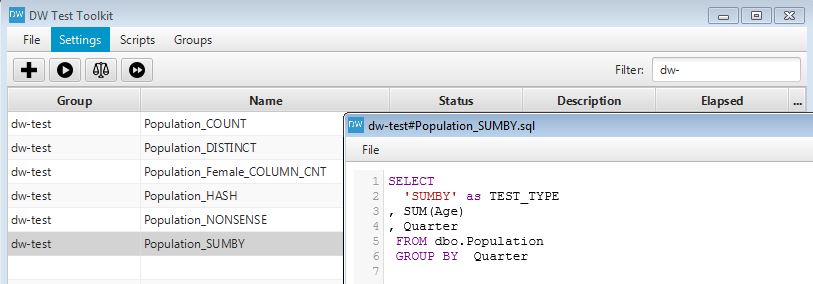 DW DW Test Toolkit
File Settings Scripts Groups
Filter: dw-
Group Name Status Description Elapsed ...
dw-test Population_COUNT
dw-test Population_DISTINCT
dw-test Population_Female_COLUMN_CNT
dw-test Population_HASH
dw-test Population_NONSENSE
dw-test Population_SUMBY
DW dw-test#Population_SUMBY.sql
File
1 SELECT
2 'SUMBY' as TEST_TYPE
3 , SUM(Age)
4 , Quarter
5 FROM dbo.Population
6 GROUP BY Quarter
7